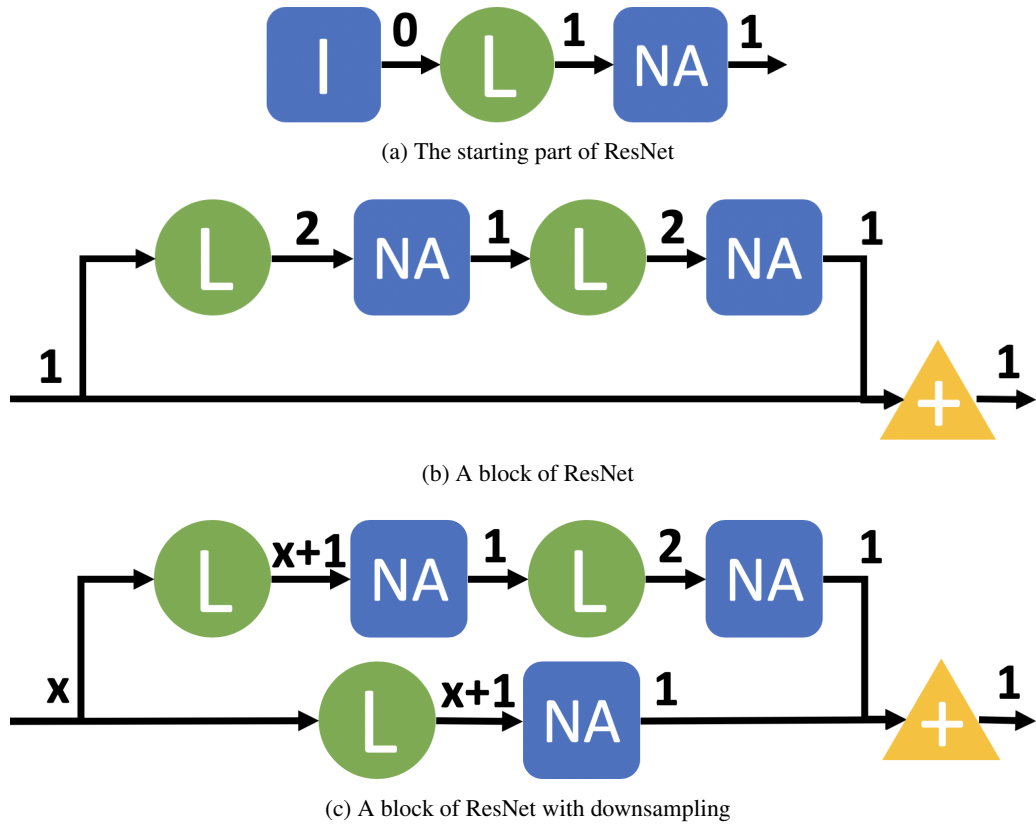 I 0 L 1 NA 1
(a) The starting part of ResNet
L 2 NA 1 L 2 NA 1
1 + 1
(b) A block of ResNet
L x+1 NA 1 L 2 NA 1
x L x+1 NA 1 + 1
(c) A block of ResNet with downsampling